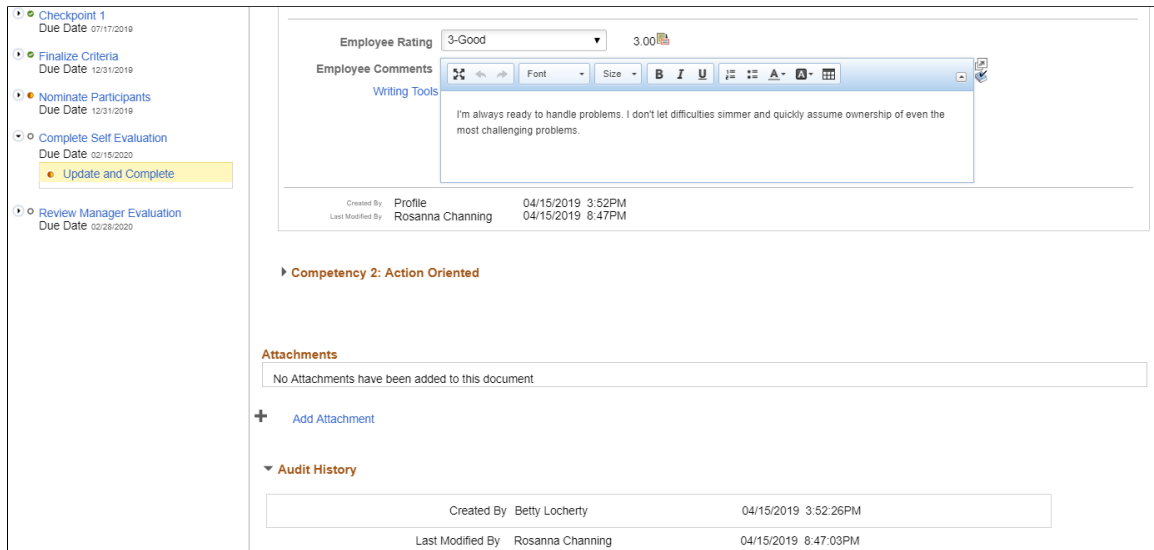 Checkpoint 1
Due Date 07/17/2019
Finalize Criteria
Due Date 12/31/2019
Nominate Participants
Due Date 12/31/2019
Complete Self Evaluation
Due Date 02/15/2020
Update and Complete
Review Manager Evaluation
Due Date 02/28/2020
Employee Rating 3-Good 3.00
Employee Comments
Writing Tools
Font Size B I U A A
I'm always ready to handle problems. I don't let difficulties simmer and quickly assume ownership of even the
most challenging problems.
Created By Profile 04/15/2019 3:52PM
Last Modified By Rosanna Channing 04/15/2019 8:47PM
Competency 2: Action Oriented
Attachments
No Attachments have been added to this document
Add Attachment
Audit History
Created By Betty Locherty 04/15/2019 3:52:26PM
Last Modified By Rosanna Channing 04/15/2019 8:47:03PM